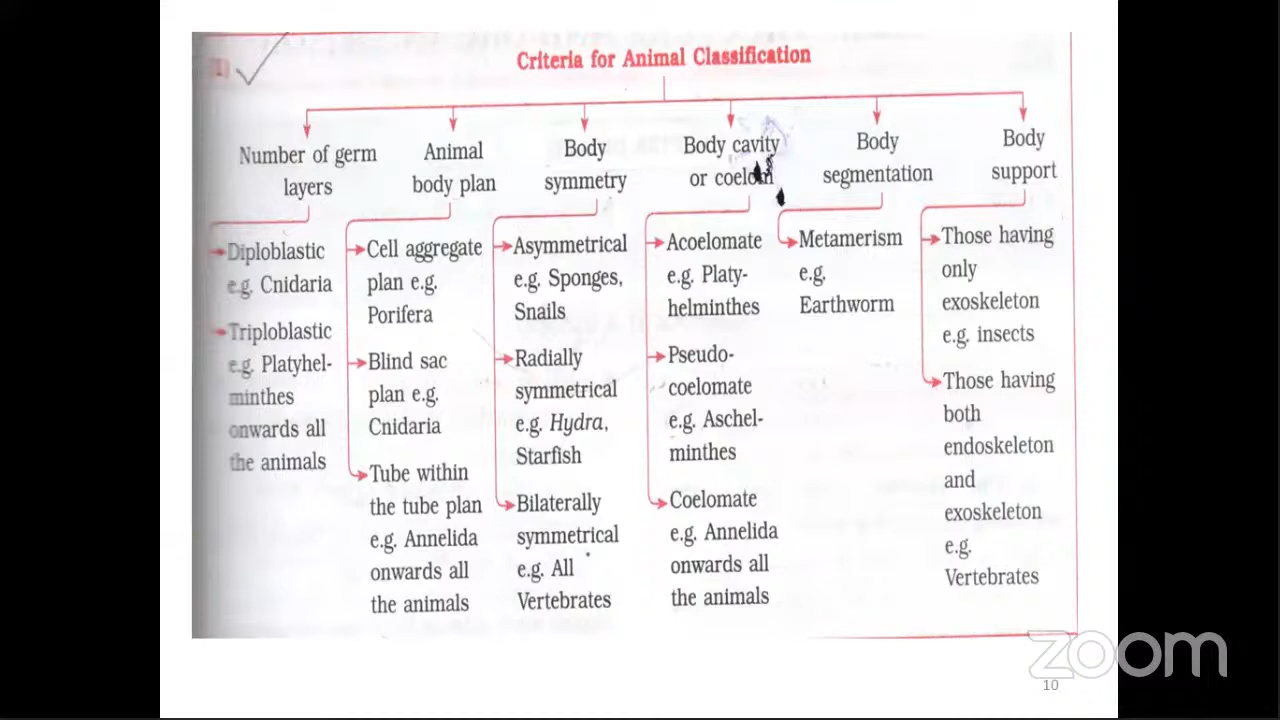 Criteria for Animal Classification
Number of germ
layers
Diploblastic
e.g. Cnidaria
Triploblastic
e.g. Platyhel-
minthes
onwards all
the animals
Animal
body plan
Cell aggregate
plan e.g.
Porifera
Blind sac
plan e.g.
Cnidaria
Tube within
the tube plan
e.g. Annelida
onwards all
the animals
Body
symmetry
Asymmetrical
e.g. Sponges,
Snails
Radially
symmetrical
e.g. Hydra,
Starfish
Bilaterally
symmetrical
e.g. All
Vertebrates
Body cavity
or coelom
Acoelomate
e.g. Platy-
helminthes
Pseudo-
coelomate
e.g. Aschel-
minthes
Coelomate
e.g. Annelida
onwards all
the animals
Body
segmentation
Metamerism
e.g.
Earthworm
Body
support
Those having
only
exoskeleton
e.g. insects
Those having
both
endoskeleton
and
exoskeleton
e.g.
Vertebrates
zoom
10